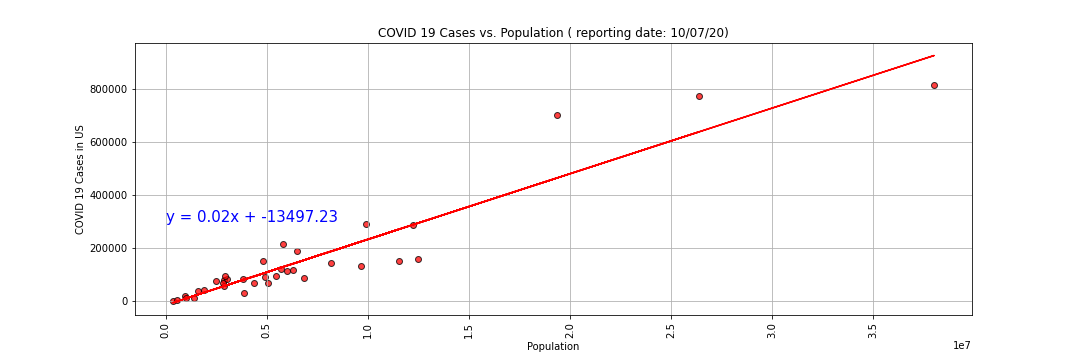 COVID 19 Cases vs. Population ( reporting date: 10/07/20)
COVID 19 Cases in US
800000
600000
400000
200000
0
y = 0.02x + -13497.23
0.0
0.5
1.0
1.5
2.0
2.5
3.0
3.5
1e7
Population